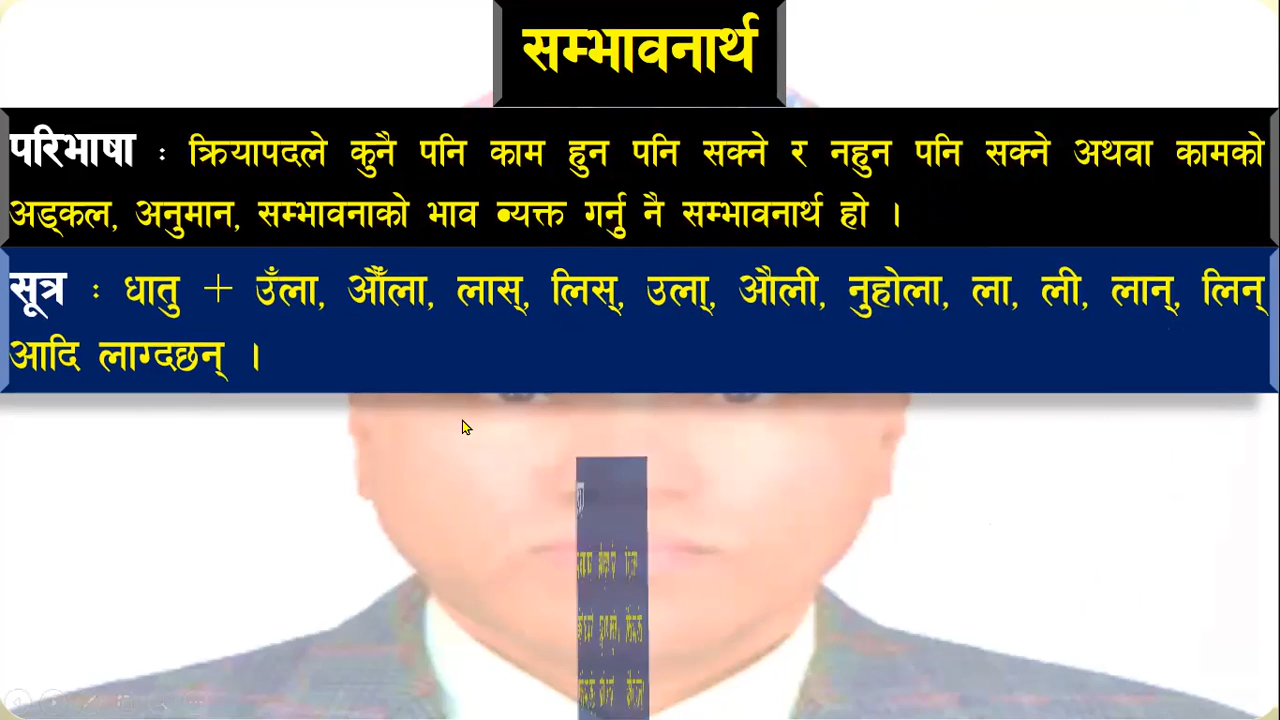 सम्भावनार्थ
परिभाषा : क्रियापदले कुनै पनि काम हुन पनि सक्ने र नहुन पनि सक्ने अथवा कामको
अड्कल, अनुमान, सम्भावनाको भाव ●यक्त गर्नु नै सम्भावनार्थ हो ।
सूत्र : धातु + उँला, औँला, लास्, लिस्, उला्, औली, नुहोला, ला, ली, लान्, लिन्
आदि लाग्दछन् ।